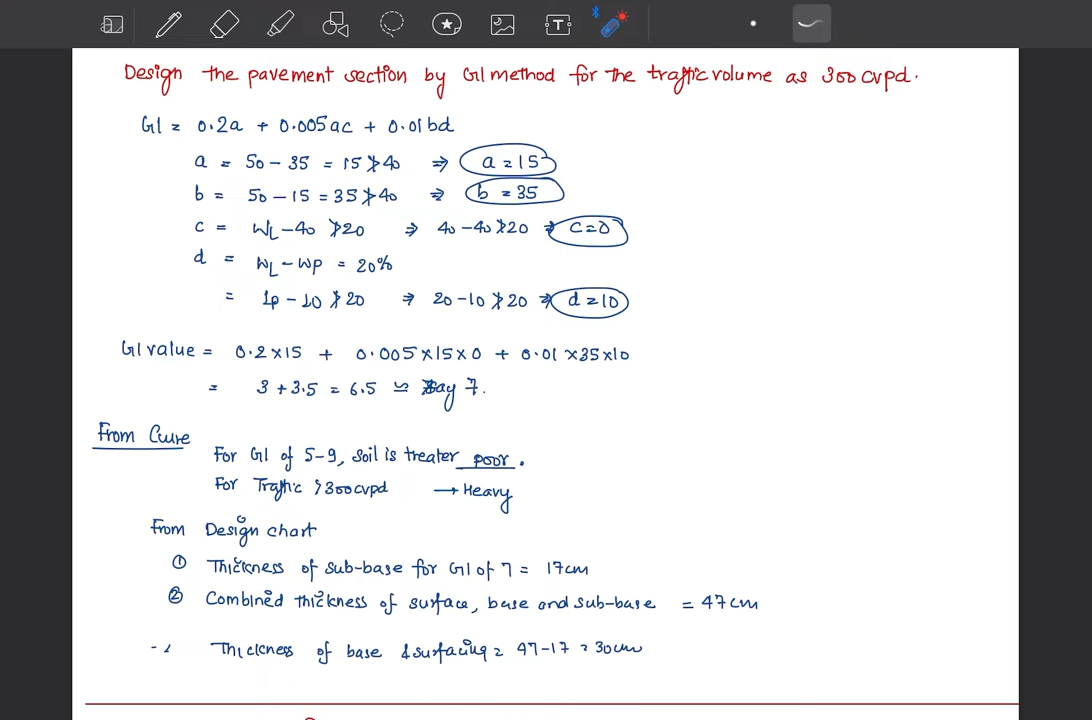 Design the pavement section by GI method for the traffic volume as 300 cvpd.
GI = 0.2a + 0.005ac + 0.01bd
a = 50 - 35 = 15 ≯ 40 ⇒ a = 15
b = 50 - 15 = 35 ≯ 40 ⇒ b = 35
c = WL - 40 ≯ 20 ⇒ 40 - 40 ≯ 20 ⇒ c = 0
d = WL - WP = 20%
= Ip - 10 ≯ 20 ⇒ 20 - 10 ≯ 20 ⇒ d = 10
GI value = 0.2×15 + 0.005×15×0 + 0.01×35×10
= 3 + 3.5 = 6.5 ≃ say 7.
From Cure
For GI of 5-9, soil is treater poor.
For Traffic >300cvpd → Heavy
From Design chart
① Thickness of sub-base for GI of 7 = 17cm
② Combined thickness of surface, base and sub-base = 47cm
Thickness of base & surfacing = 47-17 = 30cm